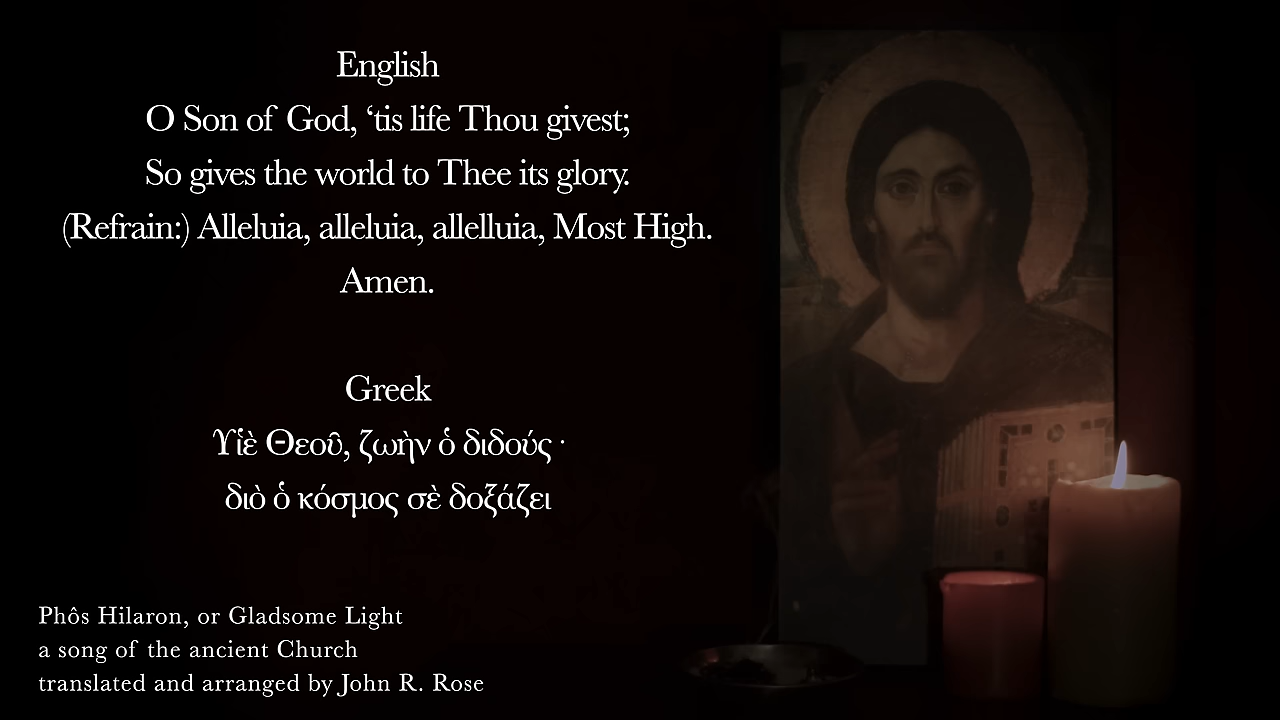 English
O Son of God, ‘tis life Thou givest;
So gives the world to Thee its glory.
(Refrain:) Alleluia, alleluia, allelluia, Most High.
Amen.
Greek
Υἱὲ Θεοῦ, ζωὴν ὁ διδούς ·
διὸ ὁ κόσμος σὲ δοξάζει
Phôs Hilaron, or Gladsome Light
a song of the ancient Church
translated and arranged by John R. Rose